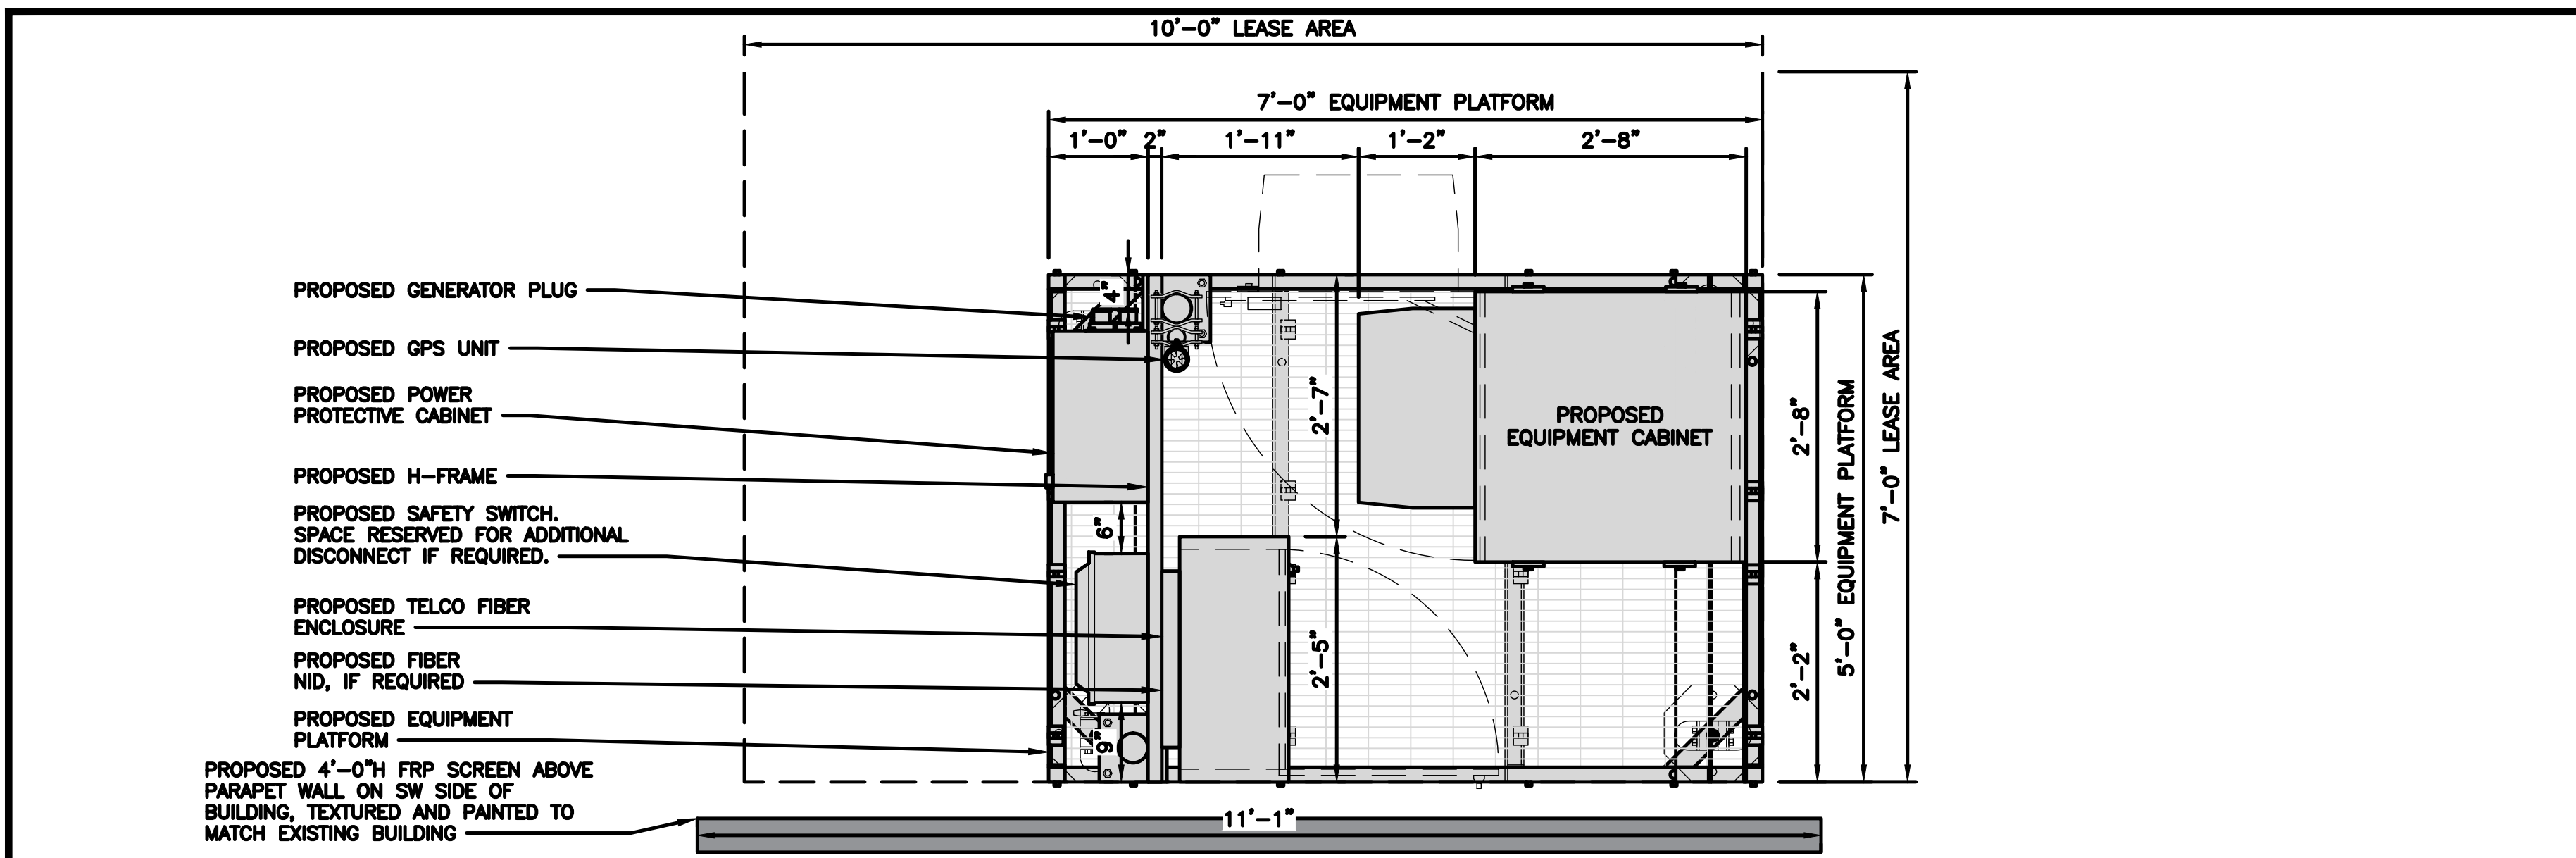 10'-0" LEASE AREA
7'-0" EQUIPMENT PLATFORM
1'-0"
2"
1'-11"
1'-2"
2'-8"
PROPOSED GENERATOR PLUG
4"
PROPOSED GPS UNIT
PROPOSED POWER
PROTECTIVE CABINET
PROPOSED H-FRAME
PROPOSED SAFETY SWITCH.
SPACE RESERVED FOR ADDITIONAL
DISCONNECT IF REQUIRED.
PROPOSED TELCO FIBER
ENCLOSURE
PROPOSED FIBER
NID, IF REQUIRED
PROPOSED EQUIPMENT
PLATFORM
PROPOSED 4'-0"H FRP SCREEN ABOVE
PARAPET WALL ON SW SIDE OF
BUILDING, TEXTURED AND PAINTED TO
MATCH EXISTING BUILDING
6"
9"
2'-7"
2'-5"
PROPOSED
EQUIPMENT CABINET
2'-8"
2'-2"
5'-0" EQUIPMENT PLATFORM
7'-0" LEASE AREA
11'-1"